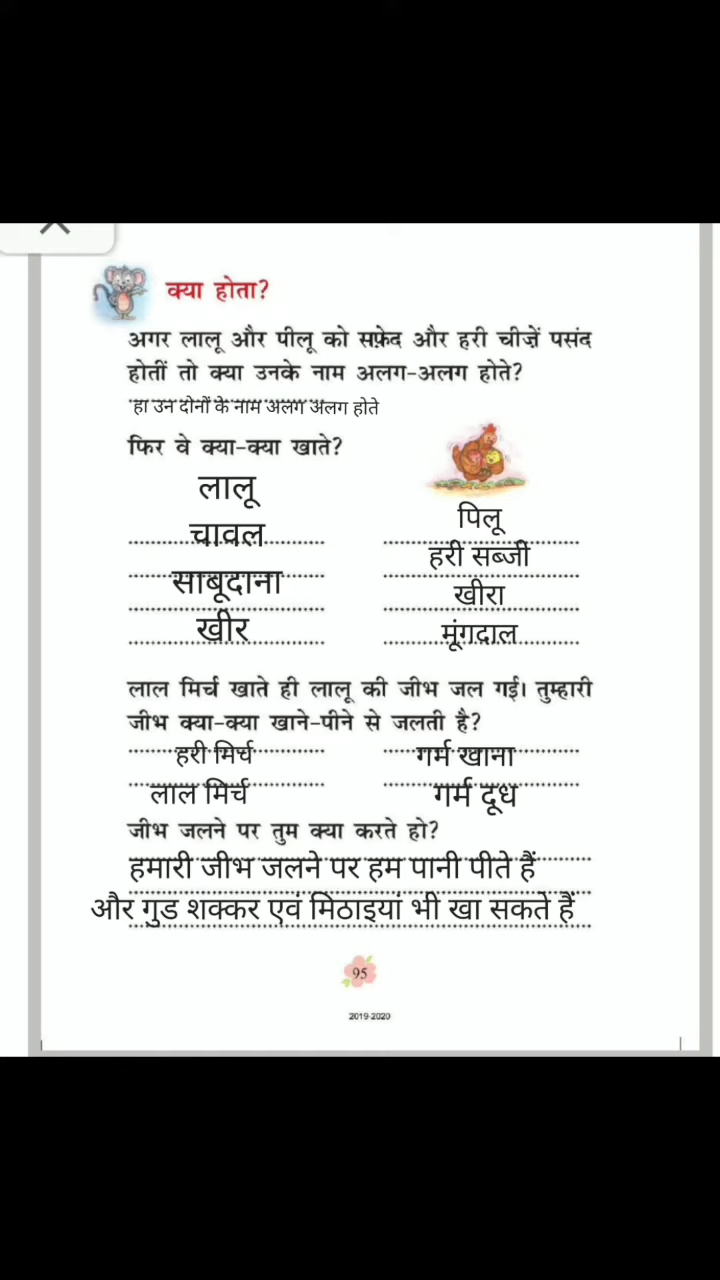 क्या होता?
अगर लालू और पीलू को सफ़ेद और हरी चीज़ें पसंद
होतीं तो क्या उनके नाम अलग-अलग होते?
हा उन दोनों के नाम अलग अलग होते
फिर वे क्या-क्या खाते?
लालू
चावल
साबूदाना
खीर
पिलू
हरी सब्जी
खीरा
मूंगदाल
लाल मिर्च खाते ही लालू की जीभ जल गई। तुम्हारी
जीभ क्या-क्या खाने-पीने से जलती है?
हरी मिर्च गर्म खाना
लाल मिर्च गर्म दूध
जीभ जलने पर तुम क्या करते हो?
हमारी जीभ जलने पर हम पानी पीते हैं
और गुड शक्कर एवं मिठाइयां भी खा सकते हैं
95
2019-2020